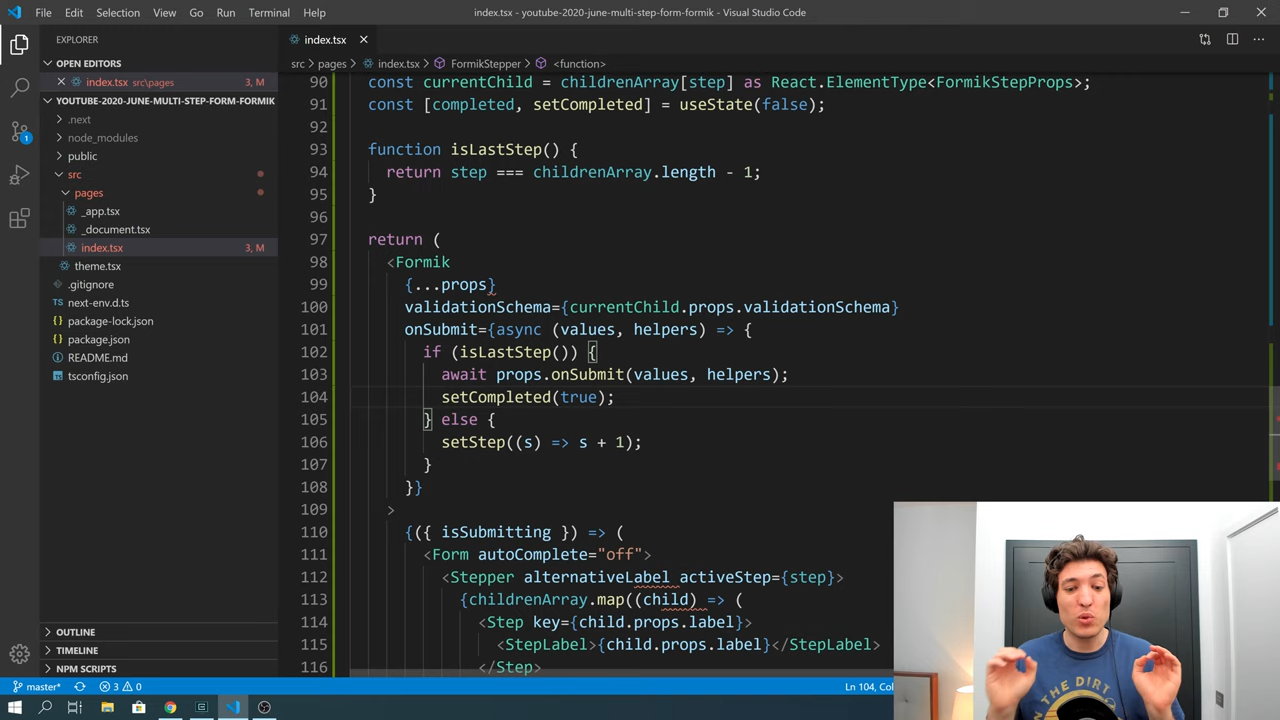 File Edit Selection View Go Run Terminal Help
index.tsx - youtube-2020-june-multi-step-form-formik - Visual Studio Code
EXPLORER
OPEN EDITORS
index.tsx src\pages 3, M
YOUTUBE-2020-JUNE-MULTI-STEP-FORM-FORMIK
.next
node_modules
public
src
pages
_app.tsx
_document.tsx
index.tsx 3, M
theme.tsx
.gitignore
next-env.d.ts
package-lock.json
package.json
README.md
tsconfig.json
OUTLINE
TIMELINE
NPM SCRIPTS
index.tsx
src > pages > index.tsx > FormikStepper > <function>
90 const currentChild = childrenArray[step] as React.ElementType<FormikStepProps>;
91 const [completed, setCompleted] = useState(false);
92
93 function isLastStep() {
94 return step === childrenArray.length - 1;
95 }
96
97 return (
98 <Formik
99 {...props}
100 validationSchema={currentChild.props.validationSchema}
101 onSubmit={async (values, helpers) => {
102 if (isLastStep()) {
103 await props.onSubmit(values, helpers);
104 setCompleted(true);
105 } else {
106 setStep((s) => s + 1);
107 }
108 }}
109 >
110 {({ isSubmitting }) => (
111 <Form autoComplete="off">
112 <Stepper alternativeLabel activeStep={step}>
113 {childrenArray.map((child) => (
114 <Step key={child.props.label}>
115 <StepLabel>{child.props.label}</StepLabel>
116 </Step>
master* 3 0 Ln 104, Col
1
IN THE DIRT